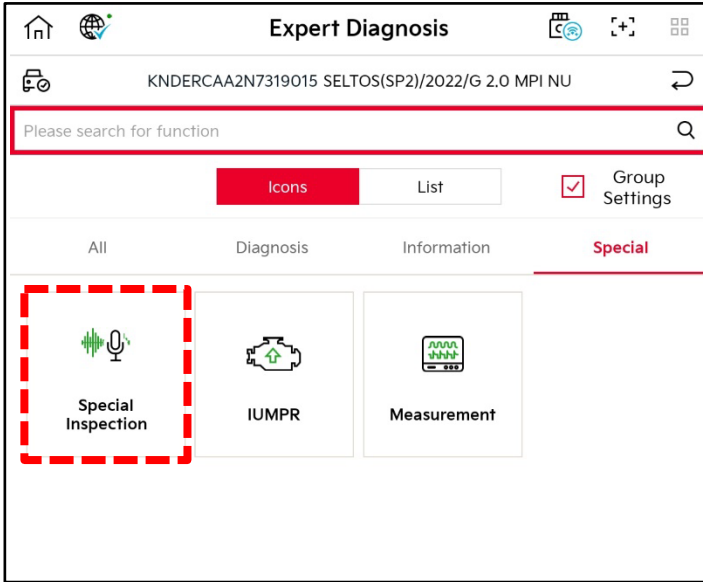 Expert Diagnosis
KNDERCAA2N7319015 SELTOS(SP2)/2022/G 2.0 MPI NU
Please search for function
Icons
List
Group
Settings
All
Diagnosis
Information
Special
Special
Inspection
IUMPR
Measurement